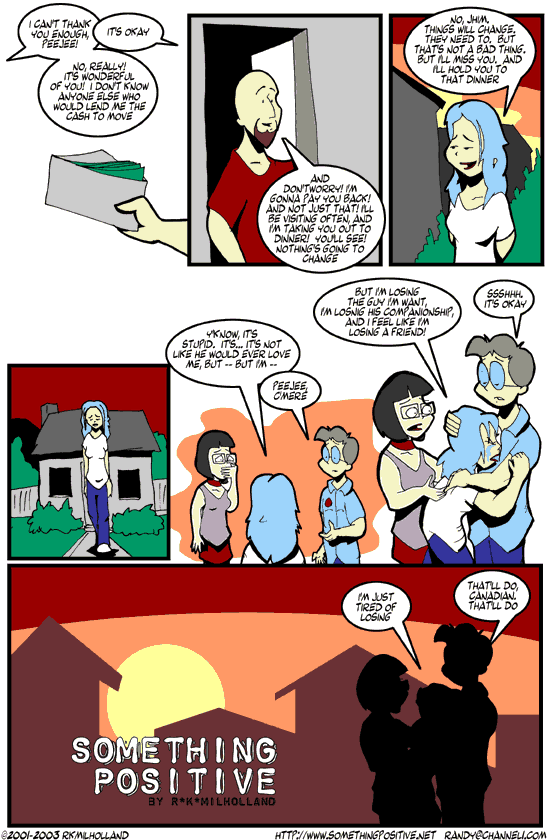 I CAN'T THANK
YOU ENOUGH,
PEEJEE!
IT'S OKAY
NO, REALLY!
IT'S WONDERFUL
OF YOU! I DON'T KNOW
ANYONE ELSE WHO
WOULD LEND ME THE
CASH TO MOVE
AND
DON'TWORRY! I'M
GONNA PAY YOU BACK!
AND NOT JUST THAT! I'LL
BE VISITING OFTEN, AND
I'M TAKING YOU OUT TO
DINNER! YOU'LL SEE!
NOTHING'S GOING TO
CHANGE
NO, JHIM.
THINGS WILL CHANGE.
THEY NEED TO. BUT
THAT'S NOT A BAD THING.
BUT I'LL MISS YOU. AND
I'LL HOLD YOU TO
THAT DINNER
Y'KNOW, IT'S
STUPID. IT'S... IT'S NOT
LIKE HE WOULD EVER LOVE
ME, BUT -- BUT I'M --
PEEJEE,
C'MERE
BUT I'M LOSING
THE GUY I'M WANT,
I'M LOSNIG HIS COMPANIONSHIP,
AND I FEEL LIKE I'M
LOSING A FRIEND!
SSSHHH.
IT'S OKAY
I'M JUST
TIRED OF
LOSING
THAT'LL DO,
CANADIAN.
THAT'LL DO
SOMETHING
POSITIVE
BY R*K*MILHOLLAND
©2001-2003 RKMILHOLLAND HTTP://WWW.SOMETHINGPOSITIVE.NET RANDY@CHANNEL1.COM